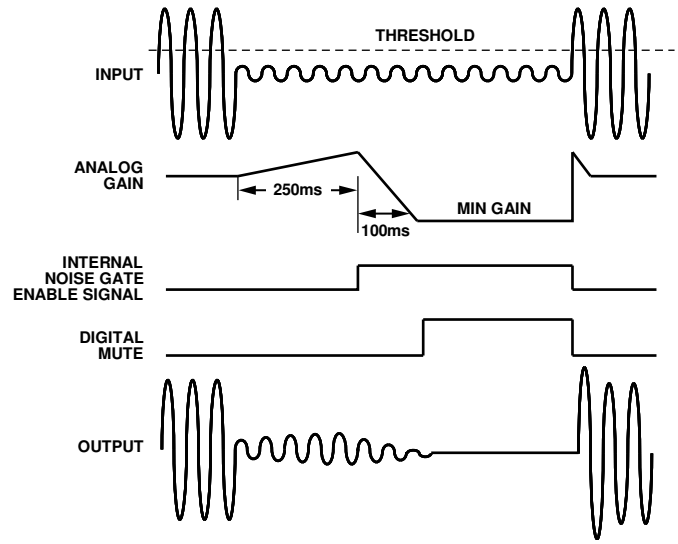 THRESHOLD
INPUT
ANALOG
GAIN
250ms
MIN GAIN
100ms
INTERNAL
NOISE GATE
ENABLE SIGNAL
DIGITAL
MUTE
OUTPUT